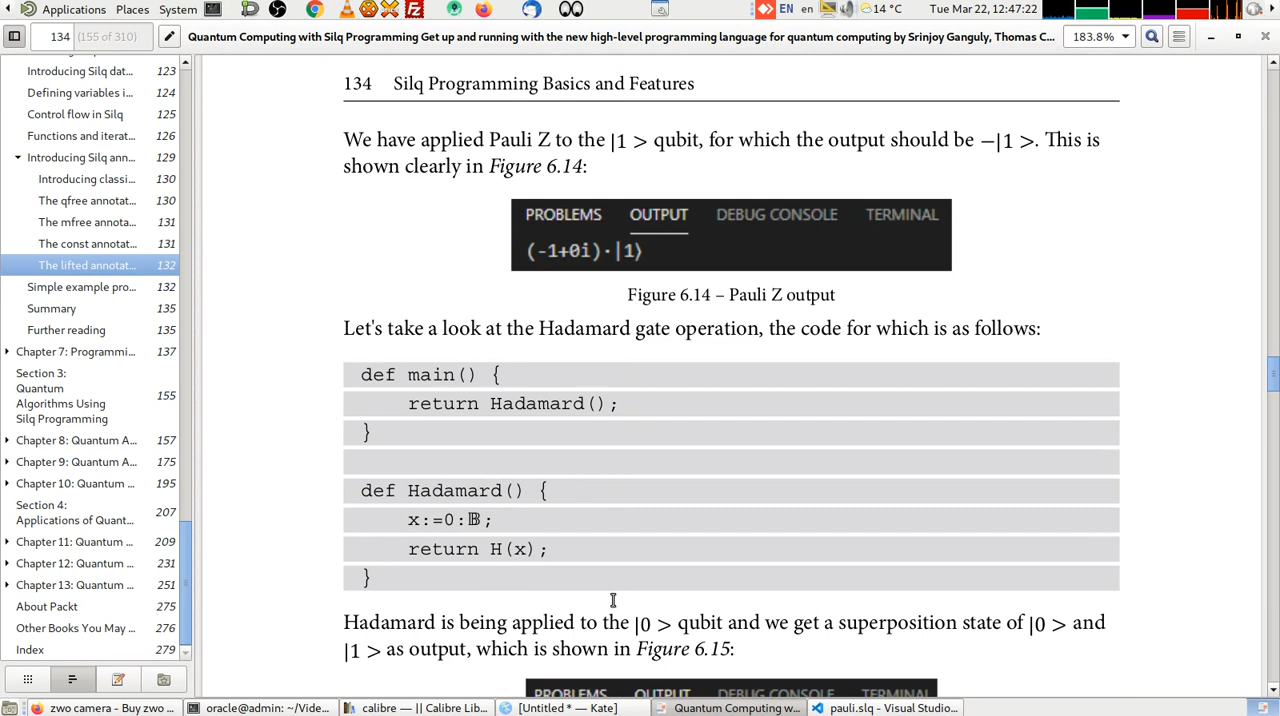 Applications Places System EN en 14 °C Tue Mar 22, 12:47:22
134 (155 of 310) Quantum Computing with Silq Programming Get up and running with the new high-level programming language for quantum computing by Srinjoy Ganguly, Thomas C... 183.8%
Introducing Silq dat... 123
Defining variables i... 124
Control flow in Silq 125
Functions and iterat... 126
Introducing Silq ann... 129
Introducing classi... 130
The qfree annotat... 130
The mfree annota... 131
The const annotat... 131
The lifted annotat... 132
Simple example pro... 132
Summary 135
Further reading 135
Chapter 7: Programmi... 137
Section 3:
Quantum
Algorithms Using
Silq Programming 155
Chapter 8: Quantum A... 157
Chapter 9: Quantum A... 175
Chapter 10: Quantum ... 195
Section 4:
Applications of Quant... 207
Chapter 11: Quantum ... 209
Chapter 12: Quantum ... 231
Chapter 13: Quantum ... 251
About Packt 275
Other Books You May ... 276
Index 279
134 Silq Programming Basics and Features
We have applied Pauli Z to the |1 > qubit, for which the output should be −|1 >. This is
shown clearly in Figure 6.14:
PROBLEMS OUTPUT DEBUG CONSOLE TERMINAL
(-1+0i)·|1⟩
Figure 6.14 – Pauli Z output
Let's take a look at the Hadamard gate operation, the code for which is as follows:
def main() {
return Hadamard();
}
def Hadamard() {
x:=0:𝔹;
return H(x);
}
Hadamard is being applied to the |0 > qubit and we get a superposition state of |0 > and
|1 > as output, which is shown in Figure 6.15:
PROBLEMS OUTPUT DEBUG CONSOLE TERMINAL
zwo camera - Buy zwo ... oracle@admin: ~/Vide... calibre — || Calibre Lib... [Untitled * — Kate] Quantum Computing w... pauli.slq - Visual Studio...